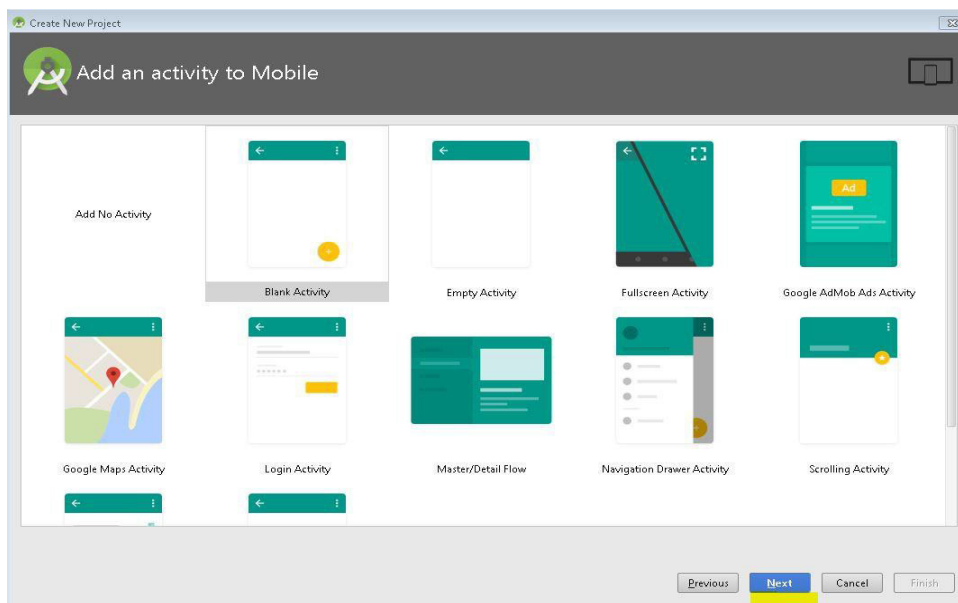 Create New Project
Add an activity to Mobile
Add No Activity
Blank Activity
Empty Activity
Ad
Fullscreen Activity
Google AdMob Ads Activity
Google Maps Activity
Login Activity
Master/Detail Flow
Navigation Drawer Activity
Scrolling Activity
Previous
Next
Cancel
Finish